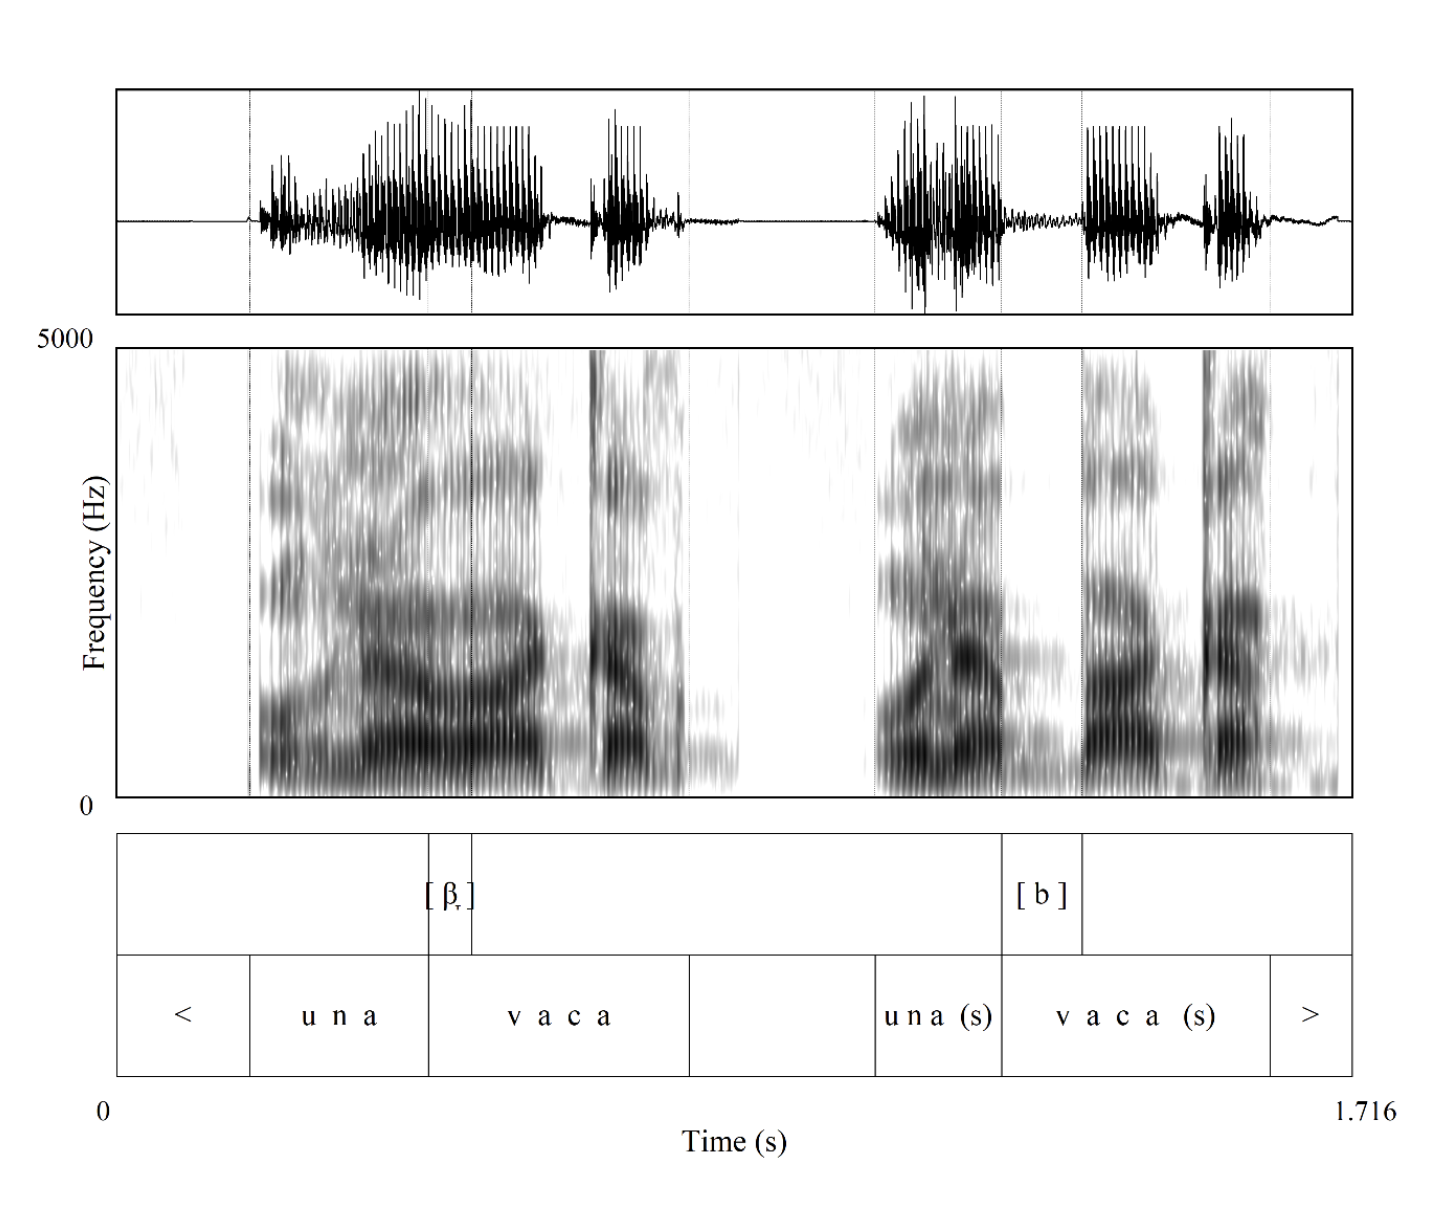 5000
Frequency (Hz)
0
[ β̞ ] [ b ]
< u n a v a c a u n a (s) v a c a (s) >
0 1.716
Time (s)